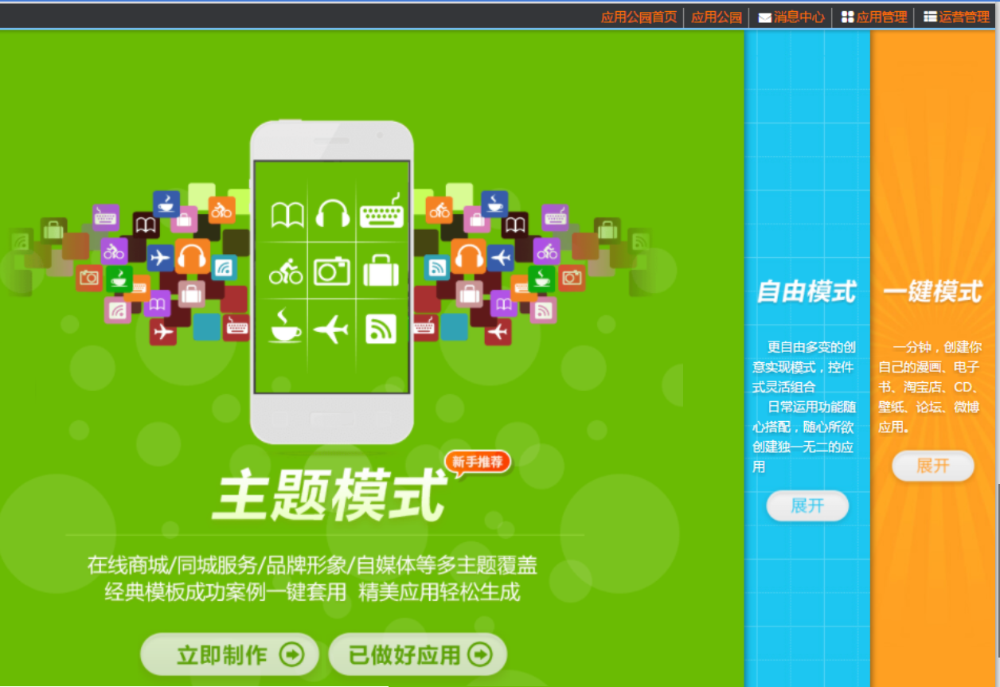 应用公园首页
应用公园
消息中心
应用管理
运营管理
新手推荐
主题模式
在线商城/同城服务/品牌形象/自媒体等多主题覆盖
经典模板成功案例一键套用 精美应用轻松生成
立即制作
已做好应用
自由模式
更自由多变的创
意实现模式，控件
式灵活组合
日常运用功能随
心搭配，随心所欲
创建独一无二的应
用
展开
一键模式
一分钟，创建你
自己的漫画、电子
书、淘宝店、CD、
壁纸、论坛、微博
应用。
展开